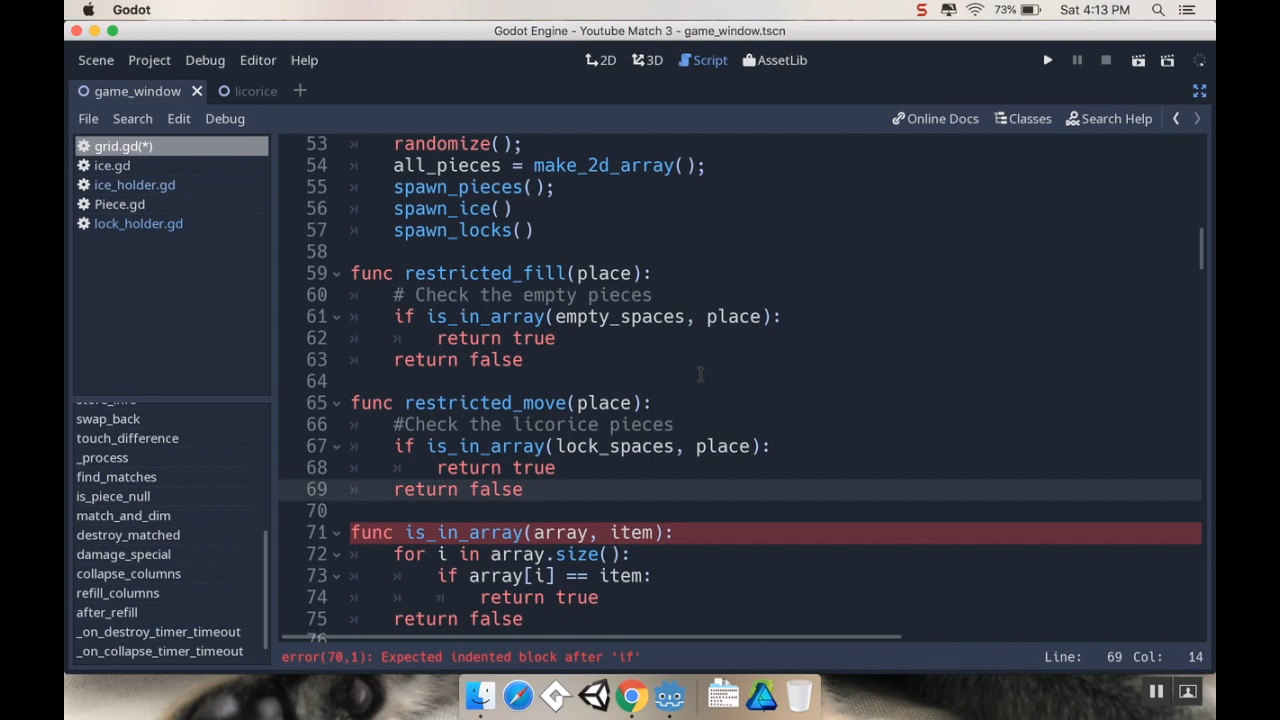 Godot
73%
Sat 4:13 PM
Godot Engine - Youtube Match 3 - game_window.tscn
Scene Project Debug Editor Help
2D 3D Script AssetLib
game_window licorice
File Search Edit Debug
Online Docs Classes Search Help
grid.gd(*)
ice.gd
ice_holder.gd
Piece.gd
lock_holder.gd
swap_back
touch_difference
_process
find_matches
is_piece_null
match_and_dim
destroy_matched
damage_special
collapse_columns
refill_columns
after_refill
_on_destroy_timer_timeout
_on_collapse_timer_timeout
53 randomize();
54 all_pieces = make_2d_array();
55 spawn_pieces();
56 spawn_ice()
57 spawn_locks()
58
59 func restricted_fill(place):
60 # Check the empty pieces
61 if is_in_array(empty_spaces, place):
62 return true
63 return false
64
65 func restricted_move(place):
66 #Check the licorice pieces
67 if is_in_array(lock_spaces, place):
68 return true
69 return false
70
71 func is_in_array(array, item):
72 for i in array.size():
73 if array[i] == item:
74 return true
75 return false
76
error(70,1): Expected indented block after 'if'
Line: 69 Col: 14